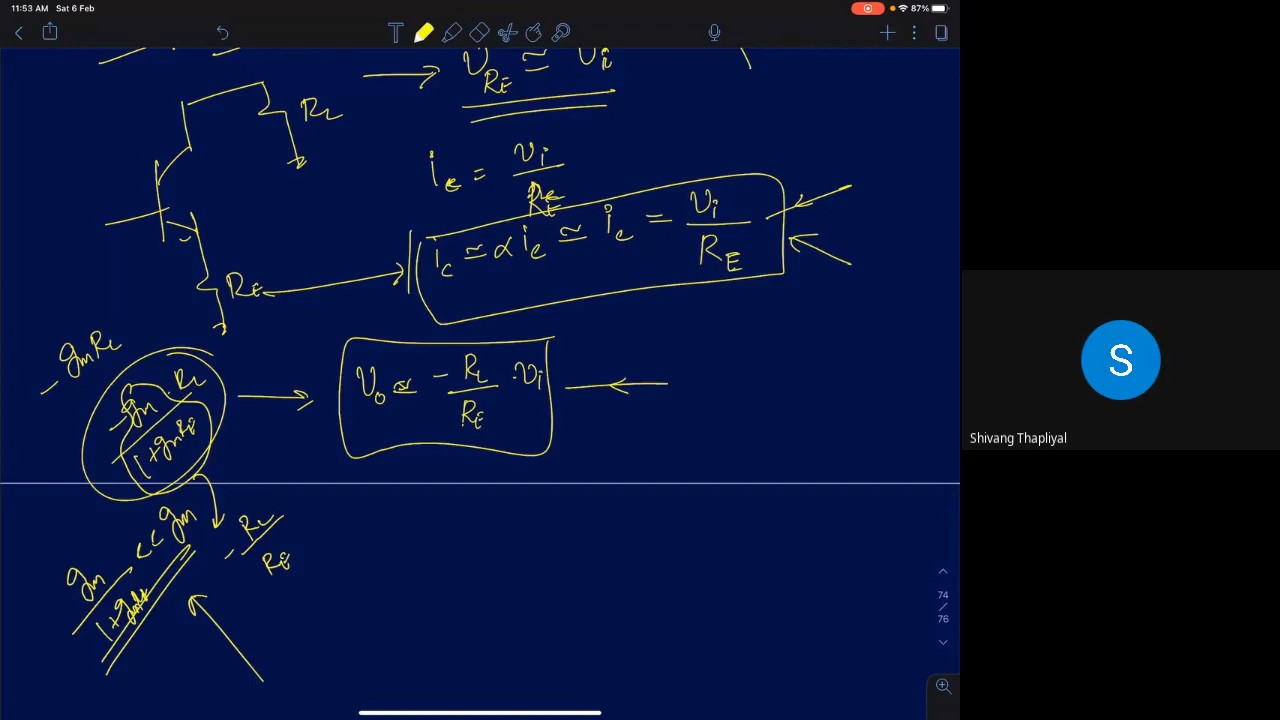 11:53 AM Sat 6 Feb
87%
T
v_RE ≃ v_i
R_L
i_e = v_i / R_E
i_c ≃ α i_e ≃ i_e = v_i / R_E
R_E
- g_m R_L
- g_m R_L / 1 + g_m R_E
v_o ≃ - R_L / R_E · v_i
g_m / 1 + g_m R_E << g_m
- R_L / R_E
74
/
76
S
Shivang Thapliyal